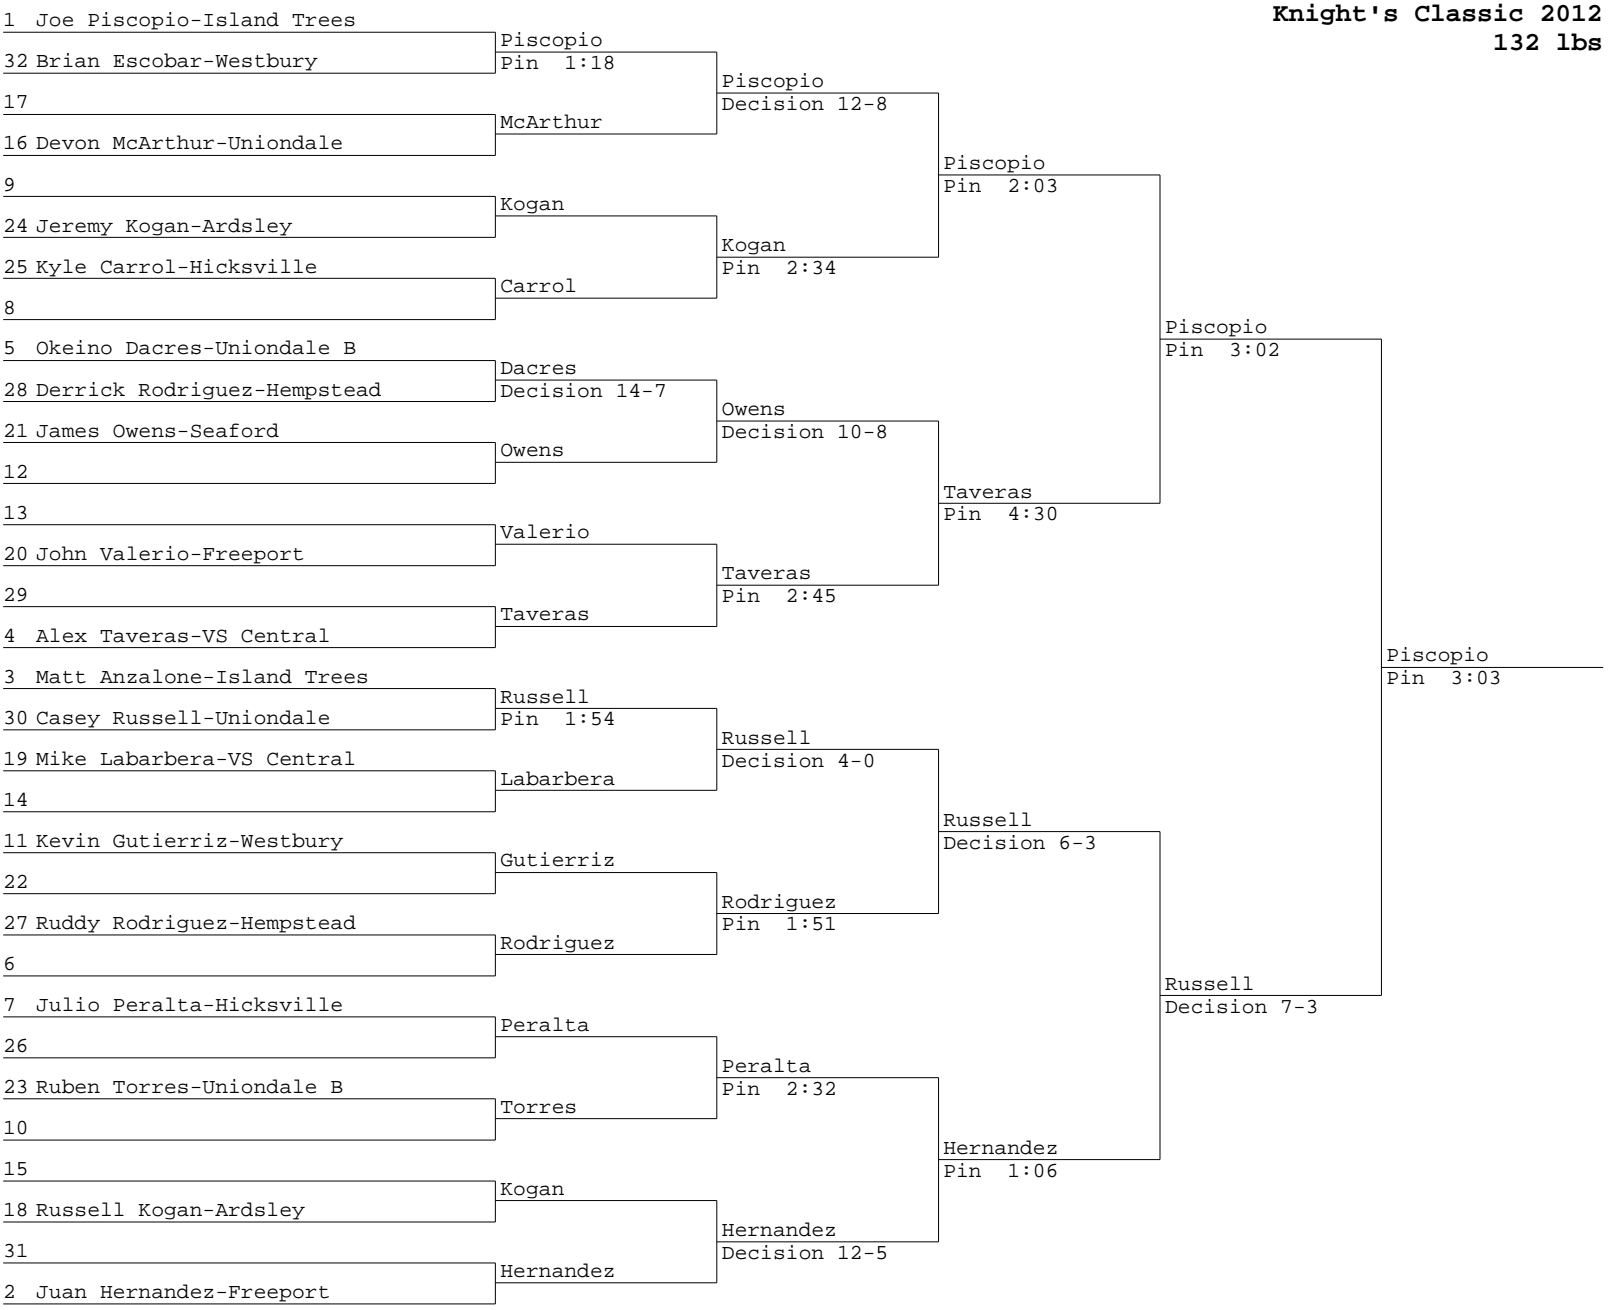 Knight's Classic 2012
132 lbs
1 Joe Piscopio-Island Trees
32 Brian Escobar-Westbury
17
16 Devon McArthur-Uniondale
9
24 Jeremy Kogan-Ardsley
25 Kyle Carrol-Hicksville
8
5 Okeino Dacres-Uniondale B
28 Derrick Rodriguez-Hempstead
21 James Owens-Seaford
12
13
20 John Valerio-Freeport
29
4 Alex Taveras-VS Central
3 Matt Anzalone-Island Trees
30 Casey Russell-Uniondale
19 Mike Labarbera-VS Central
14
11 Kevin Gutierriz-Westbury
22
27 Ruddy Rodriguez-Hempstead
6
7 Julio Peralta-Hicksville
26
23 Ruben Torres-Uniondale B
10
15
18 Russell Kogan-Ardsley
31
2 Juan Hernandez-Freeport
Piscopio
Pin 1:18
McArthur
Kogan
Carrol
Dacres
Decision 14-7
Owens
Valerio
Taveras
Russell
Pin 1:54
Labarbera
Gutierriz
Rodriguez
Peralta
Torres
Kogan
Hernandez
Piscopio
Decision 12-8
Kogan
Pin 2:34
Owens
Decision 10-8
Taveras
Pin 2:45
Russell
Decision 4-0
Rodriguez
Pin 1:51
Peralta
Pin 2:32
Hernandez
Decision 12-5
Piscopio
Pin 2:03
Taveras
Pin 4:30
Russell
Decision 6-3
Hernandez
Pin 1:06
Piscopio
Pin 3:02
Russell
Decision 7-3
Piscopio
Pin 3:03